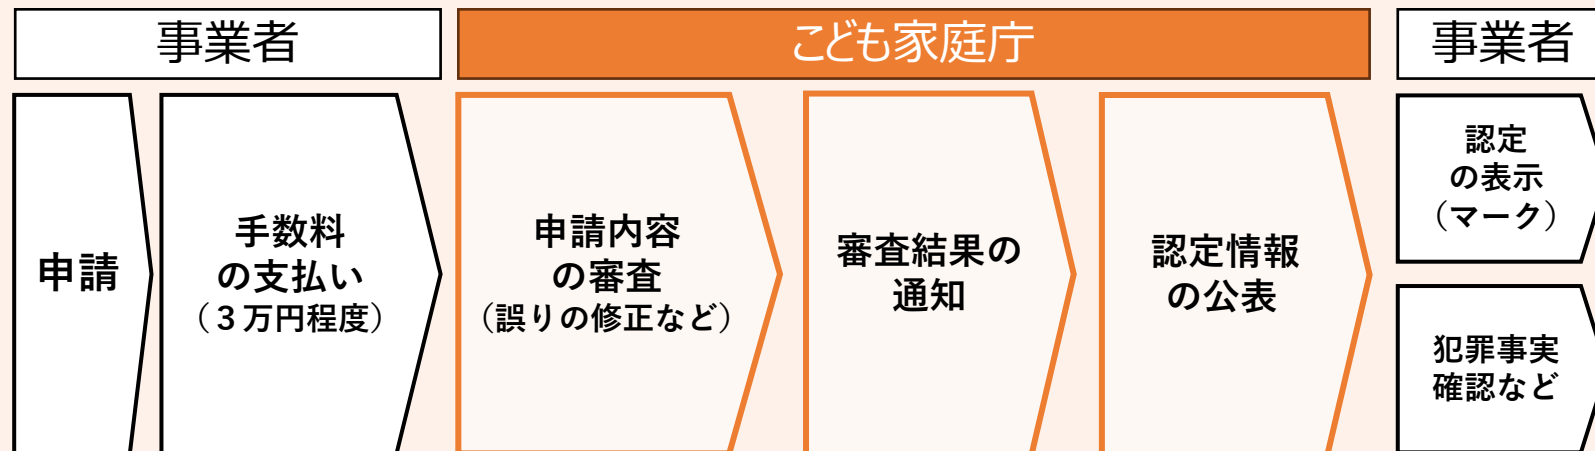 事業者
こども家庭庁
事業者
申請
手数料
の支払い
（３万円程度）
申請内容
の審査
（誤りの修正など）
審査結果の
通知
認定情報
の公表
認定
の表示
（マーク）
犯罪事実
確認など